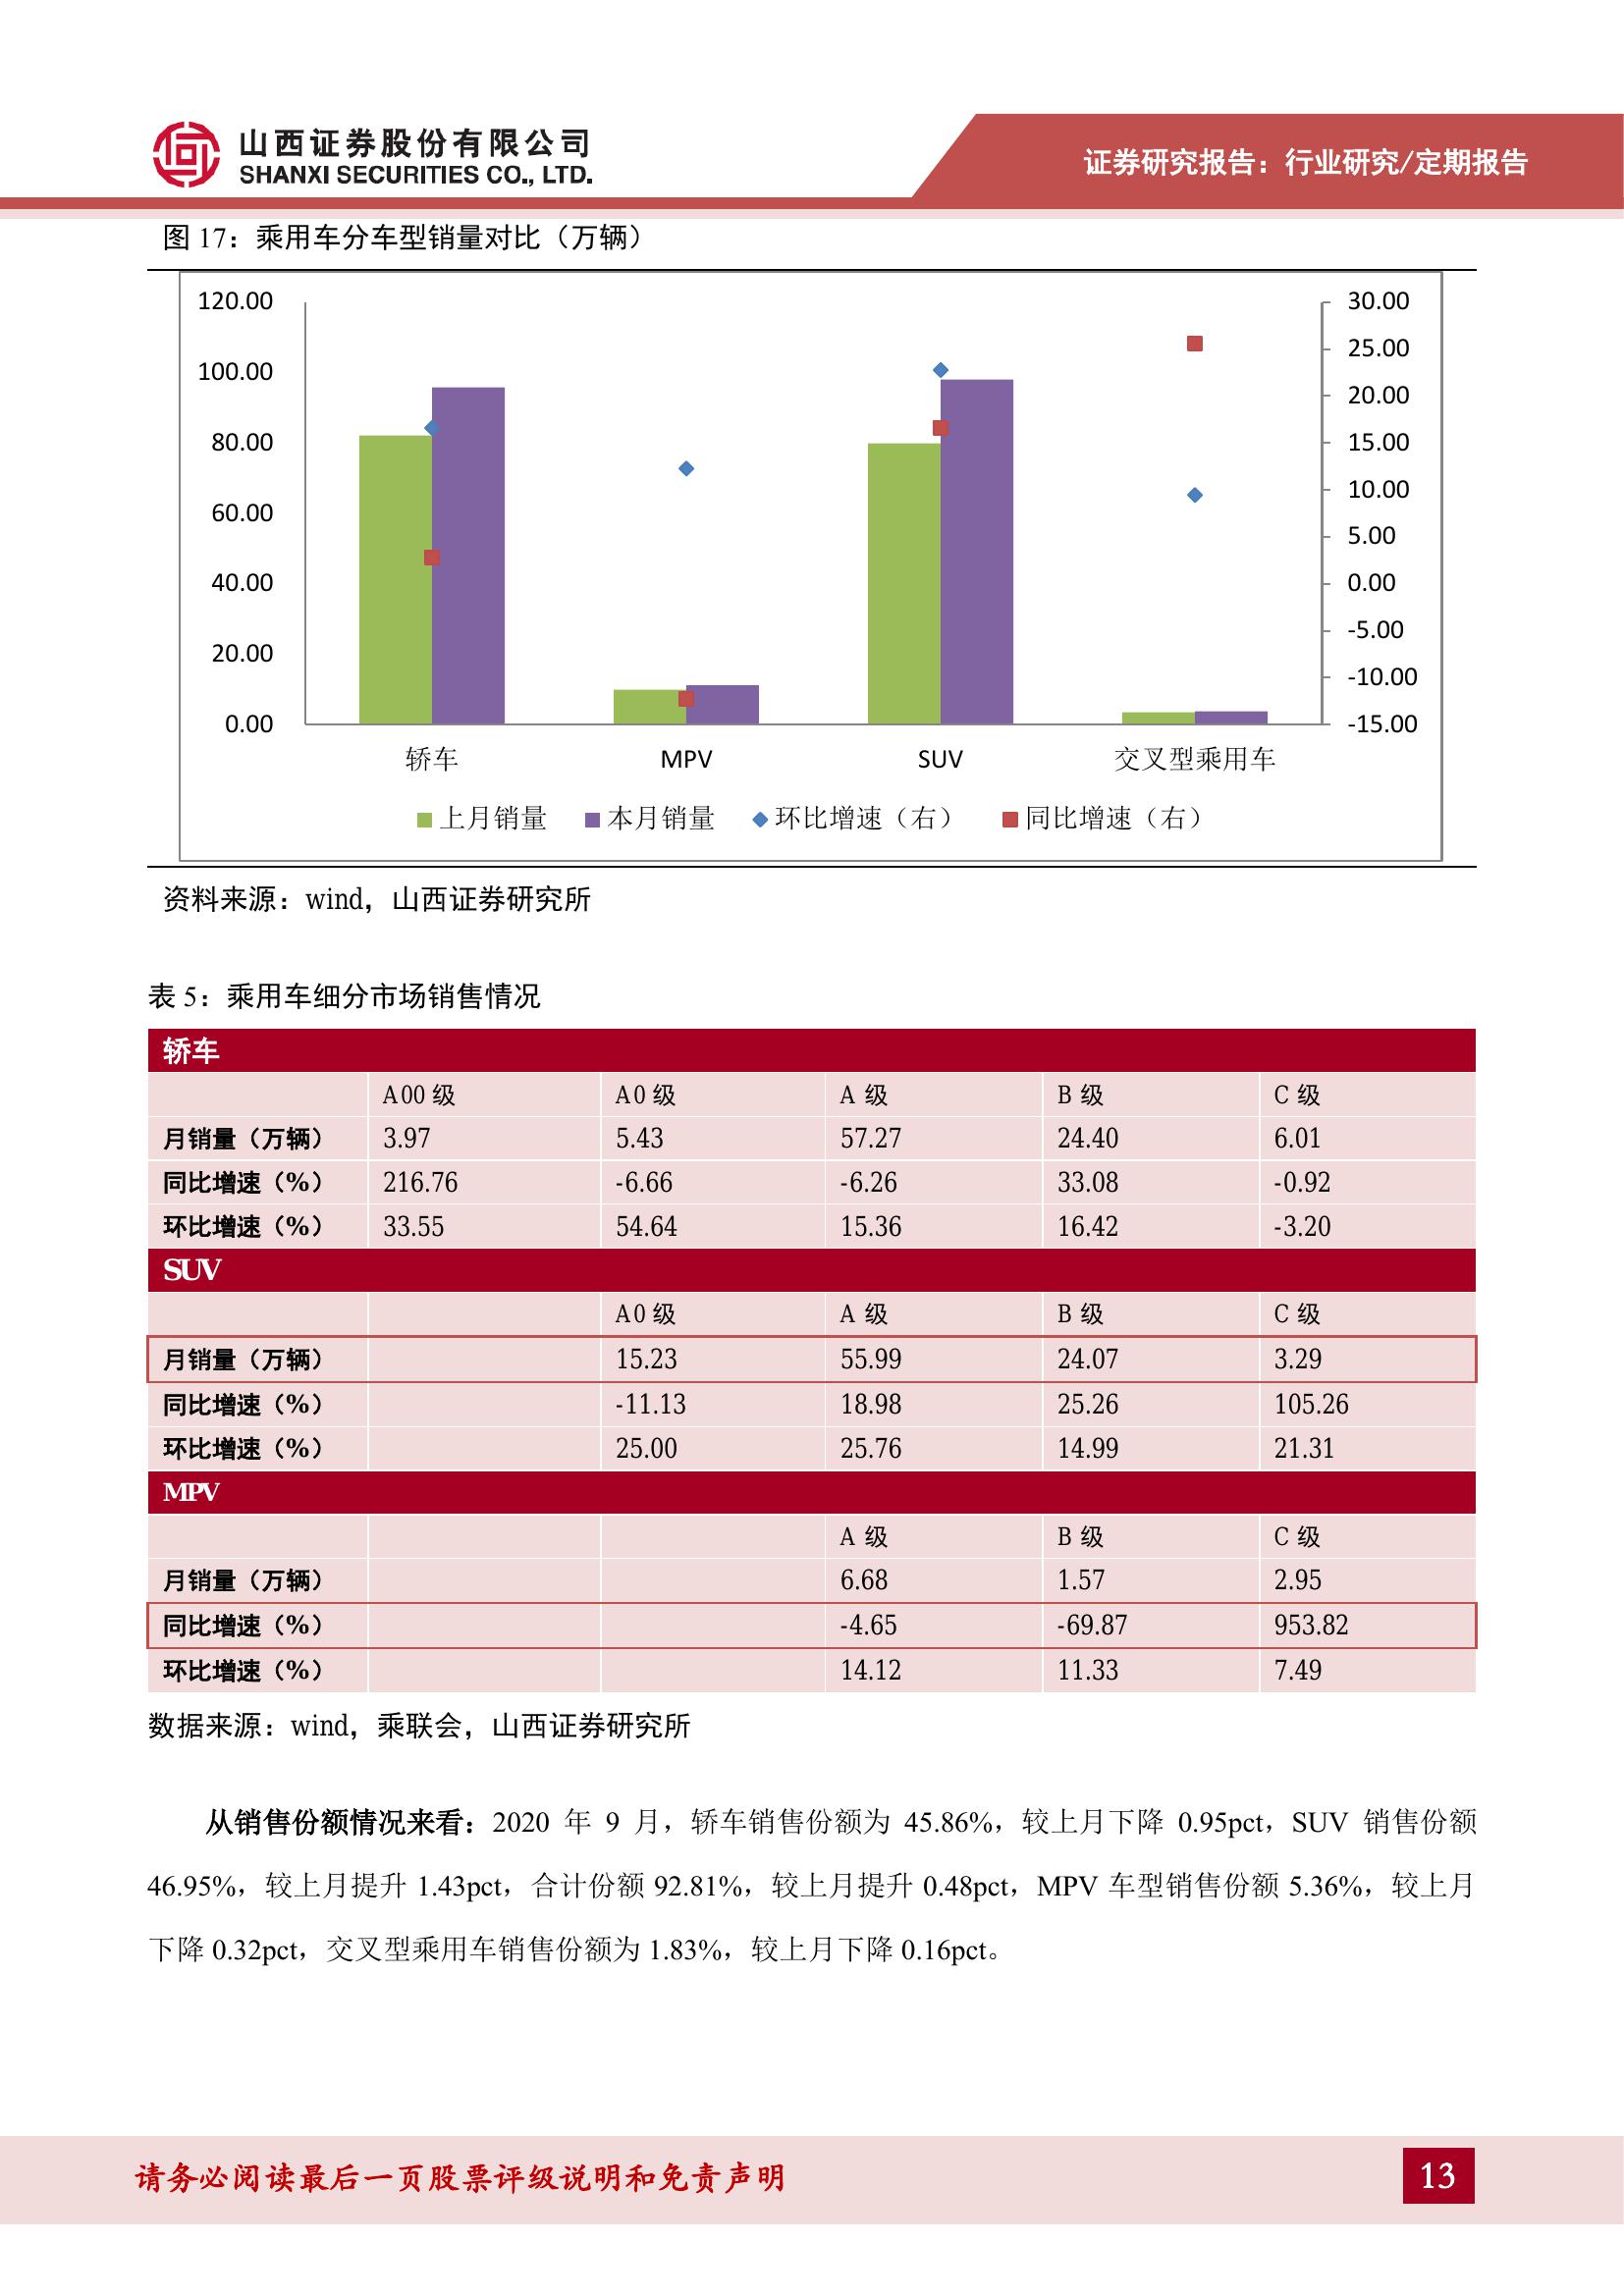 山西证券股份有限公司
SHANXI SECURITIES CO., LTD.
证券研究报告：行业研究/定期报告
图 17：乘用车分车型销量对比（万辆）
120.00
100.00
80.00
60.00
40.00
20.00
0.00
30.00
25.00
20.00
15.00
10.00
5.00
0.00
-5.00
-10.00
-15.00
轿车 MPV SUV 交叉型乘用车
上月销量 本月销量 环比增速（右） 同比增速（右）
资料来源：wind，山西证券研究所
表 5：乘用车细分市场销售情况
轿车
A00 级 A0 级 A 级 B 级 C 级
月销量（万辆） 3.97 5.43 57.27 24.40 6.01
同比增速（%） 216.76 -6.66 -6.26 33.08 -0.92
环比增速（%） 33.55 54.64 15.36 16.42 -3.20
SUV
A0 级 A 级 B 级 C 级
月销量（万辆） 15.23 55.99 24.07 3.29
同比增速（%） -11.13 18.98 25.26 105.26
环比增速（%） 25.00 25.76 14.99 21.31
MPV
A 级 B 级 C 级
月销量（万辆） 6.68 1.57 2.95
同比增速（%） -4.65 -69.87 953.82
环比增速（%） 14.12 11.33 7.49
数据来源：wind，乘联会，山西证券研究所
从销售份额情况来看：2020 年 9 月，轿车销售份额为 45.86%，较上月下降 0.95pct，SUV 销售份额
46.95%，较上月提升 1.43pct，合计份额 92.81%，较上月提升 0.48pct，MPV 车型销售份额 5.36%，较上月
下降 0.32pct，交叉型乘用车销售份额为 1.83%，较上月下降 0.16pct。
请务必阅读最后一页股票评级说明和免责声明
13